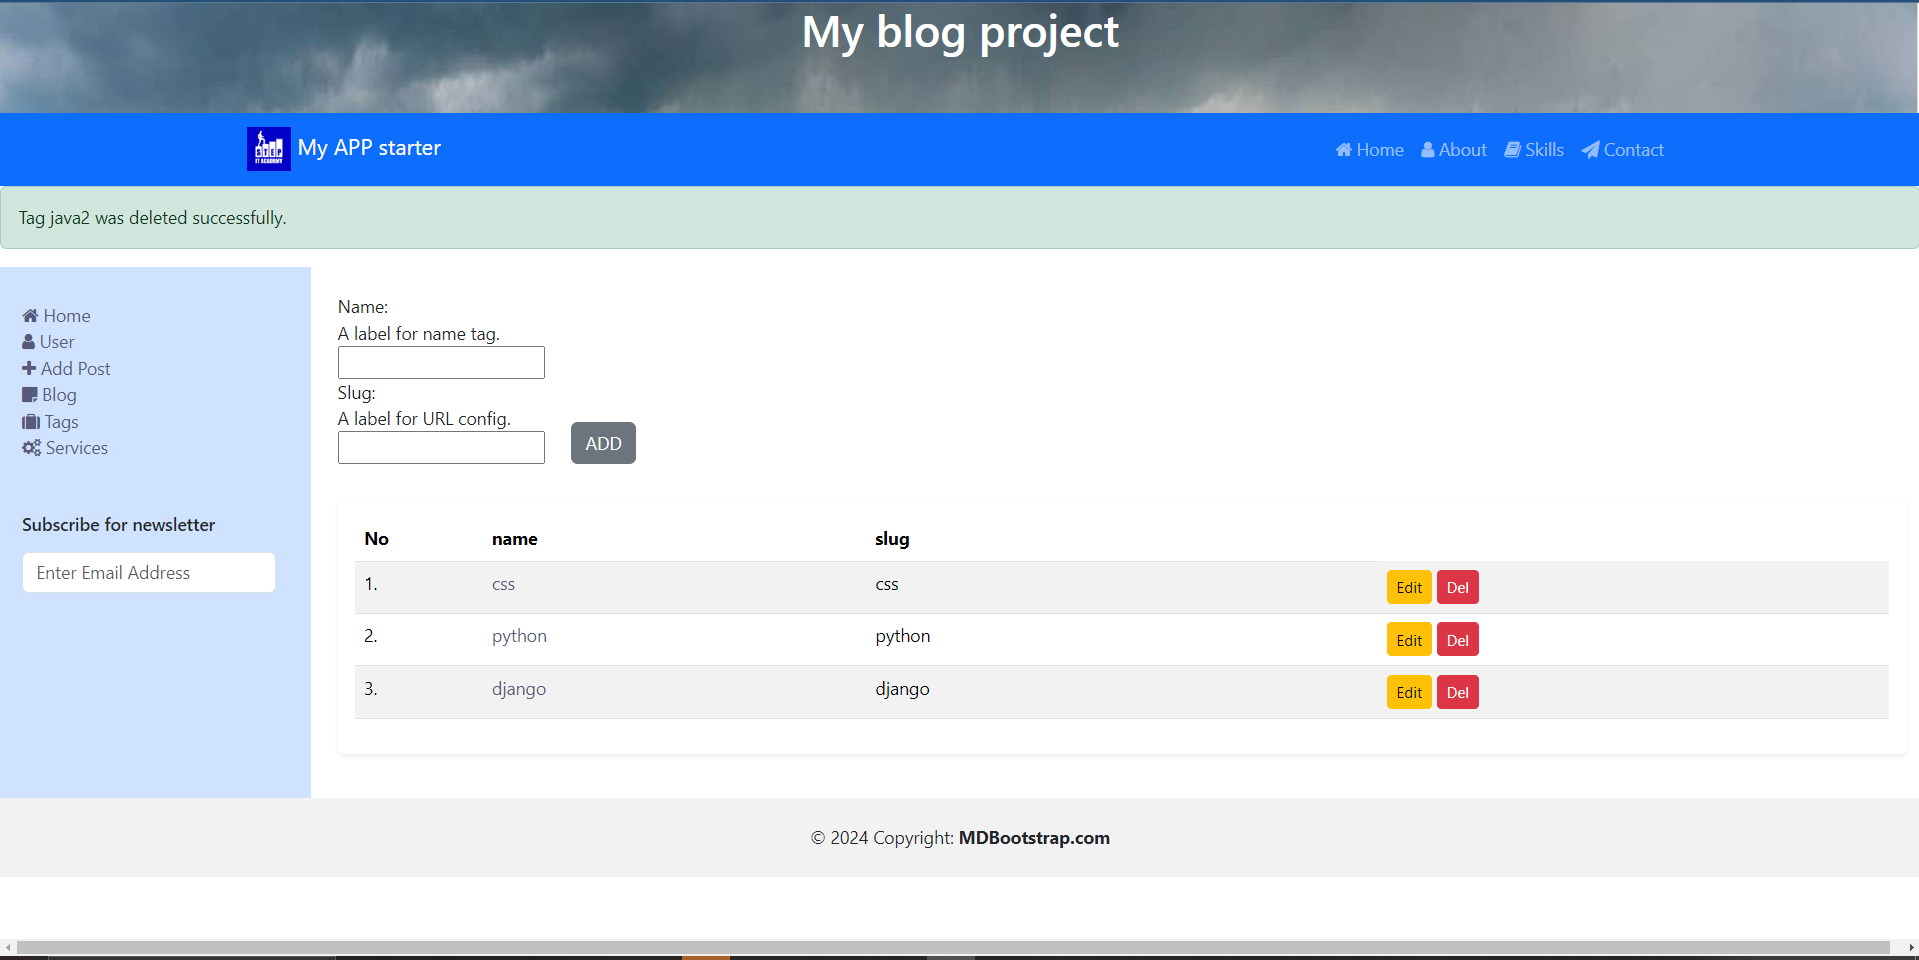 My blog project
STEP
IT ACADEMY
My APP starter
Home About Skills Contact
Tag java2 was deleted successfully.
Home
User
Add Post
Blog
Tags
Services
Subscribe for newsletter
Enter Email Address
Name:
A label for name tag.
Slug:
A label for URL config.
ADD
No name slug
1. css css Edit Del
2. python python Edit Del
3. django django Edit Del
© 2024 Copyright: MDBootstrap.com